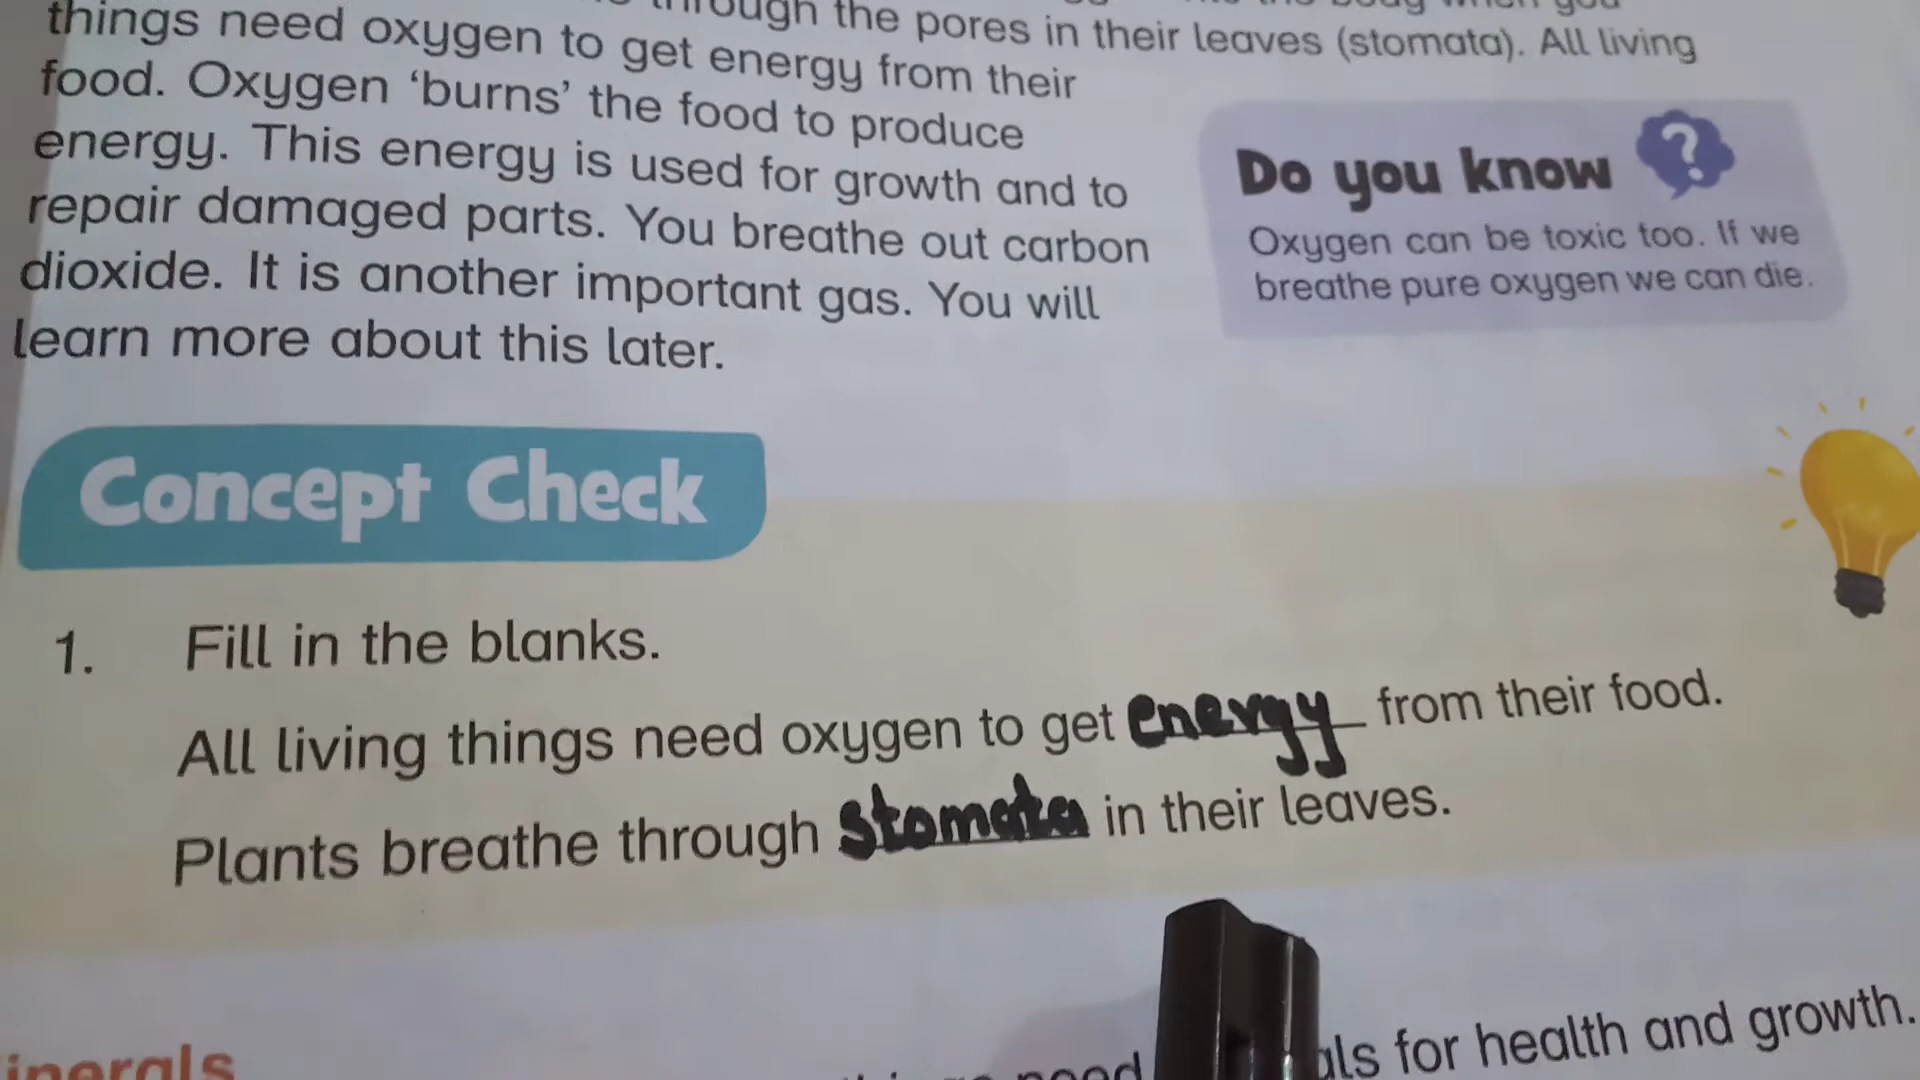 through the pores in their leaves (stomata). All living
things need oxygen to get energy from their
food. Oxygen ‘burns’ the food to produce
energy. This energy is used for growth and to
repair damaged parts. You breathe out carbon
dioxide. It is another important gas. You will
learn more about this later.
Do you know ?
Oxygen can be toxic too. If we
breathe pure oxygen we can die.
Concept Check
1. Fill in the blanks.
All living things need oxygen to get energy from their food.
Plants breathe through stomata in their leaves.
for health and growth.